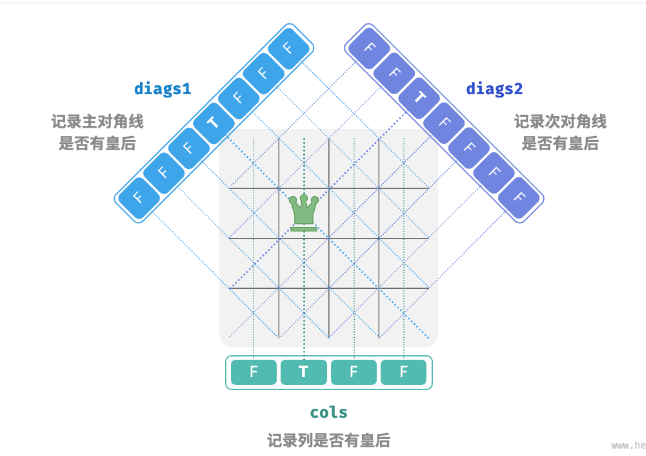 F F F T F F F
F F T F F F F
diags1
记录主对角线
是否有皇后
diags2
记录次对角线
是否有皇后
F T F F
cols
记录列是否有皇后
www.he